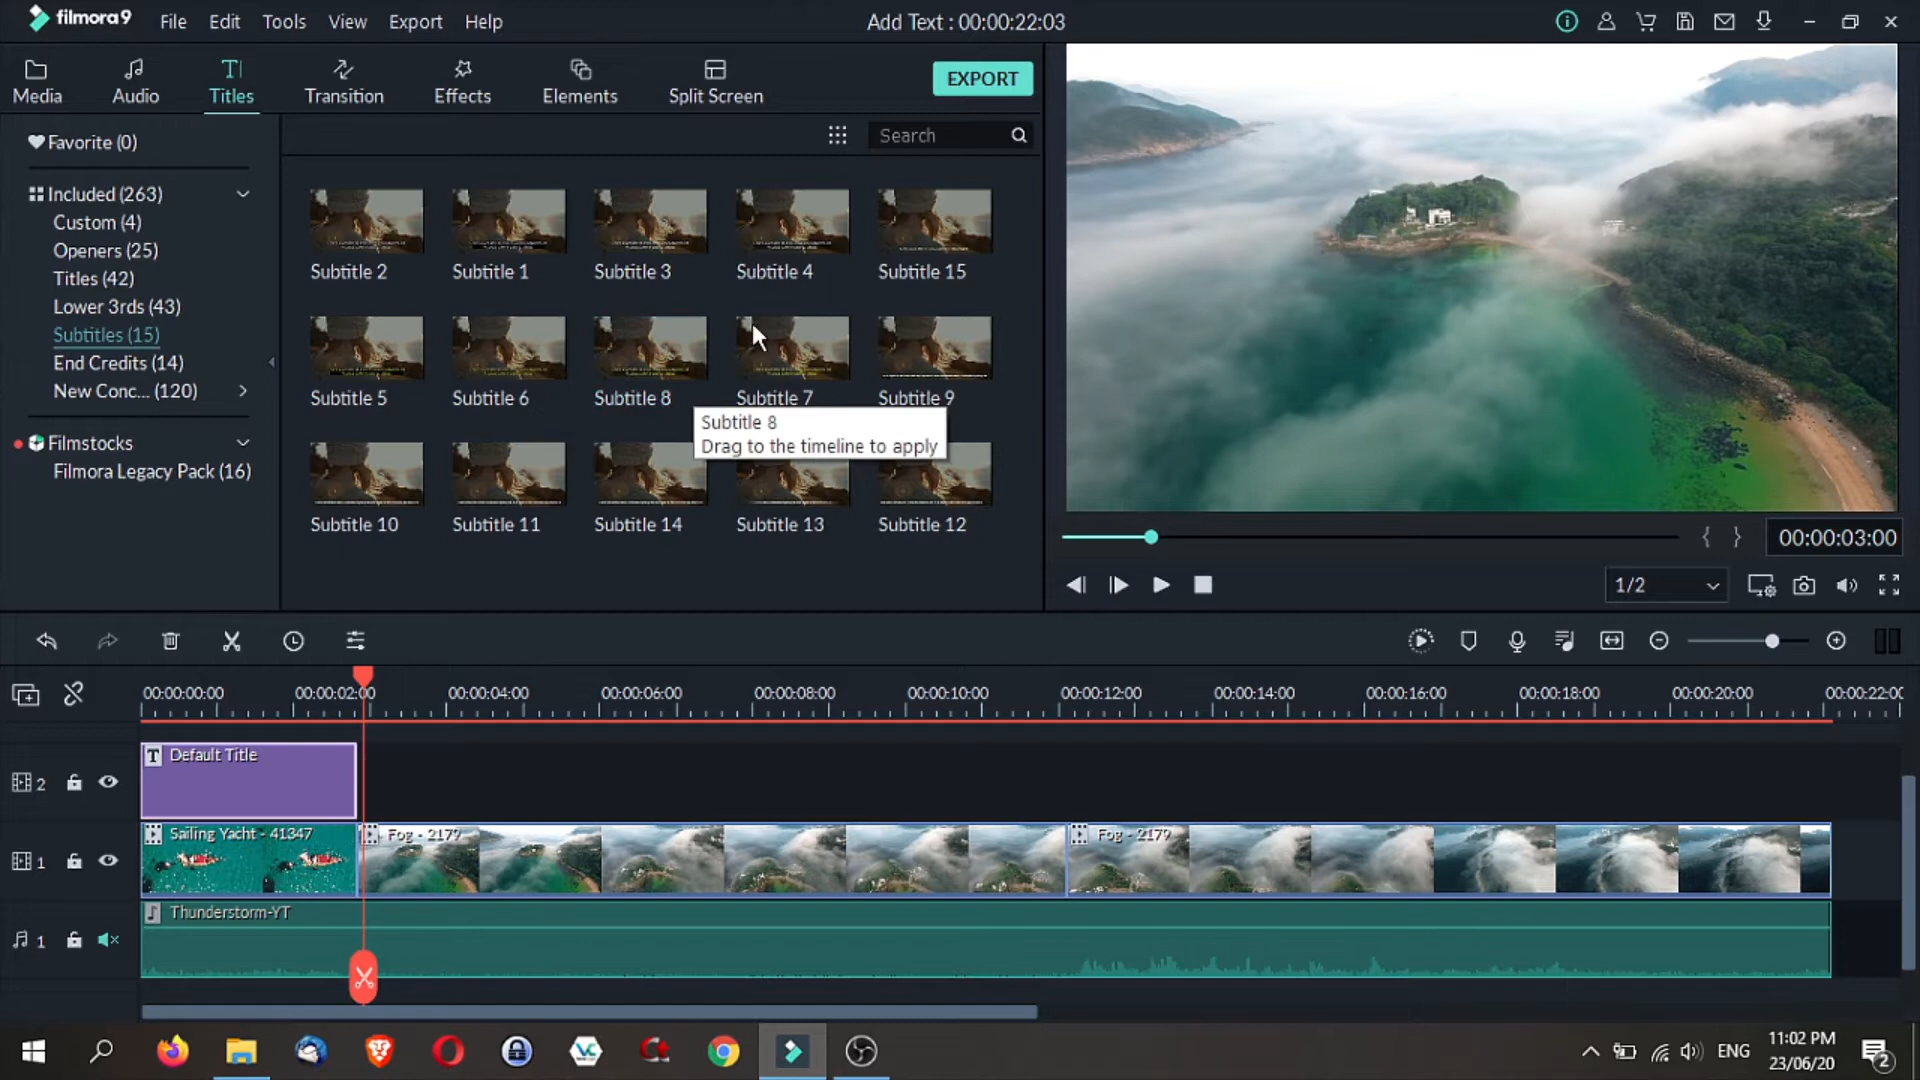 filmora9
File
Edit
Tools
View
Export
Help
Add Text : 00:00:22:03
Media
Audio
Titles
Transition
Effects
Elements
Split Screen
EXPORT
Favorite (0)
Included (263)
Custom (4)
Openers (25)
Titles (42)
Lower 3rds (43)
Subtitles (15)
End Credits (14)
New Conc... (120)
Filmstocks
Filmora Legacy Pack (16)
Search
Subtitle 2
Subtitle 1
Subtitle 3
Subtitle 4
Subtitle 15
Subtitle 5
Subtitle 6
Subtitle 8
Subtitle 7
Subtitle 9
Subtitle 8
Drag to the timeline to apply
Subtitle 10
Subtitle 11
Subtitle 14
Subtitle 13
Subtitle 12
00:00:03:00
1/2
00:00:00:00
00:00:02:00
00:00:04:00
00:00:06:00
00:00:08:00
00:00:10:00
00:00:12:00
00:00:14:00
00:00:16:00
00:00:18:00
00:00:20:00
00:00:22:00
2
T Default Title
1
Sailing Yacht - 41347
Fog - 2179
Fog - 2179
1
Thunderstorm-YT
ENG
11:02 PM
23/06/20
2